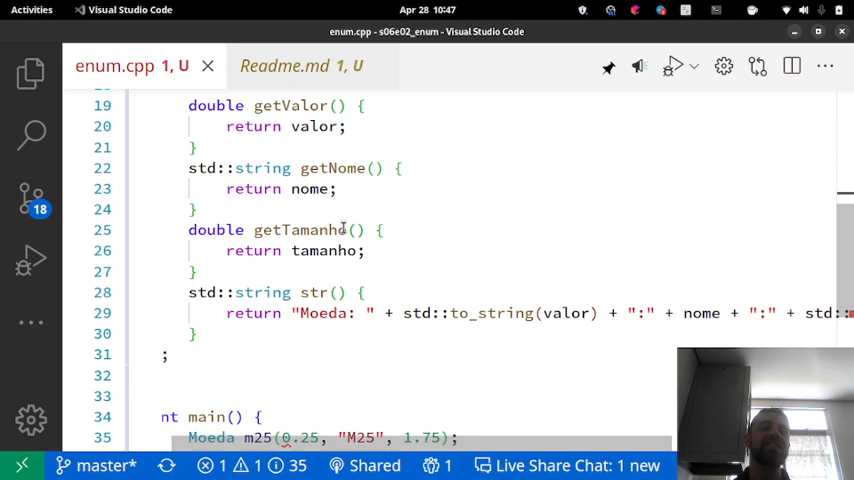 Activities Visual Studio Code Apr 28 10:47
enum.cpp - s06e02_enum - Visual Studio Code
enum.cpp 1, U Readme.md 1, U
19 double getValor() {
20 return valor;
21 }
22 std::string getNome() {
23 return nome;
24 }
25 double getTamanho() {
26 return tamanho;
27 }
28 std::string str() {
29 return "Moeda: " + std::to_string(valor) + ":" + nome + ":" + std::
30 }
31 ;
32
33
34 nt main() {
35 Moeda m25(0.25, "M25", 1.75);
18
master* 1 1 35 Shared 1 Live Share Chat: 1 new